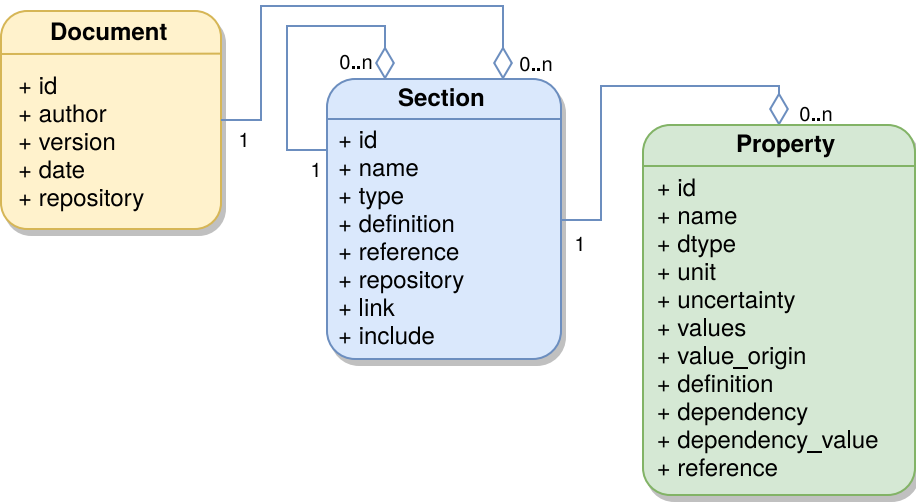 Document
+ id
+ author
+ version
+ date
+ repository
1
0..n
0..n
Section
1
+ id
+ name
+ type
+ definition
+ reference
+ repository
+ link
+ include
1
0..n
Property
+ id
+ name
+ dtype
+ unit
+ uncertainty
+ values
+ value_origin
+ definition
+ dependency
+ dependency_value
+ reference